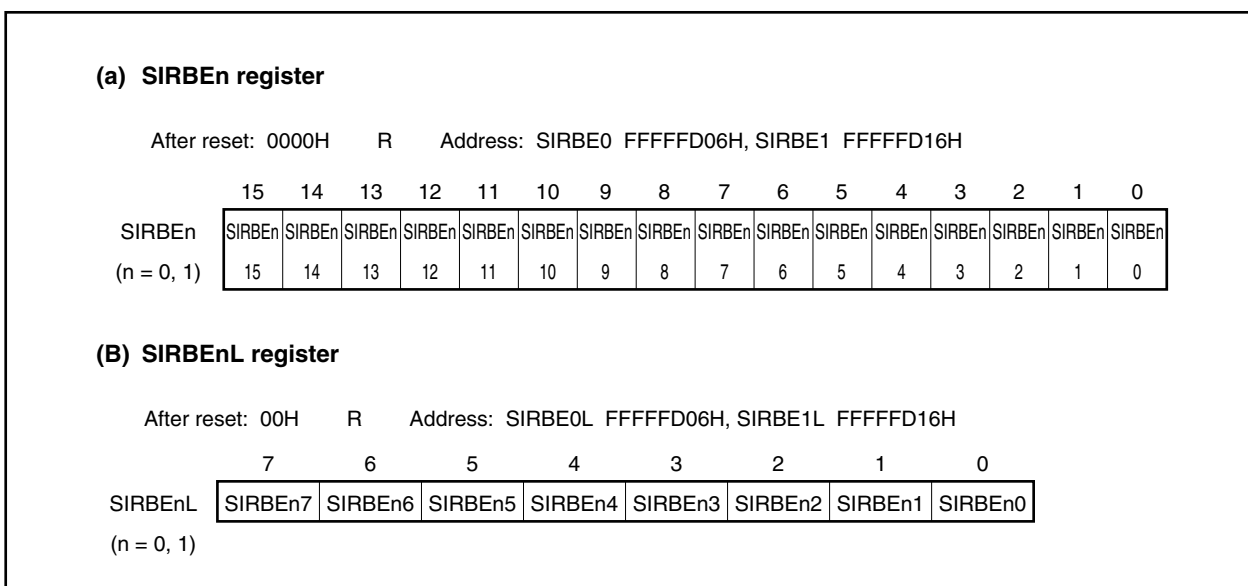 (a) SIRBEn register
After reset: 0000H R Address: SIRBE0 FFFFFD06H, SIRBE1 FFFFFD16H
15 14 13 12 11 10 9 8 7 6 5 4 3 2 1 0
SIRBEn SIRBEn SIRBEn SIRBEn SIRBEn SIRBEn SIRBEn SIRBEn SIRBEn SIRBEn SIRBEn SIRBEn SIRBEn SIRBEn SIRBEn SIRBEn SIRBEn
(n = 0, 1) 15 14 13 12 11 10 9 8 7 6 5 4 3 2 1 0
(B) SIRBEnL register
After reset: 00H R Address: SIRBE0L FFFFFD06H, SIRBE1L FFFFFD16H
7 6 5 4 3 2 1 0
SIRBEnL SIRBEn7 SIRBEn6 SIRBEn5 SIRBEn4 SIRBEn3 SIRBEn2 SIRBEn1 SIRBEn0
(n = 0, 1)